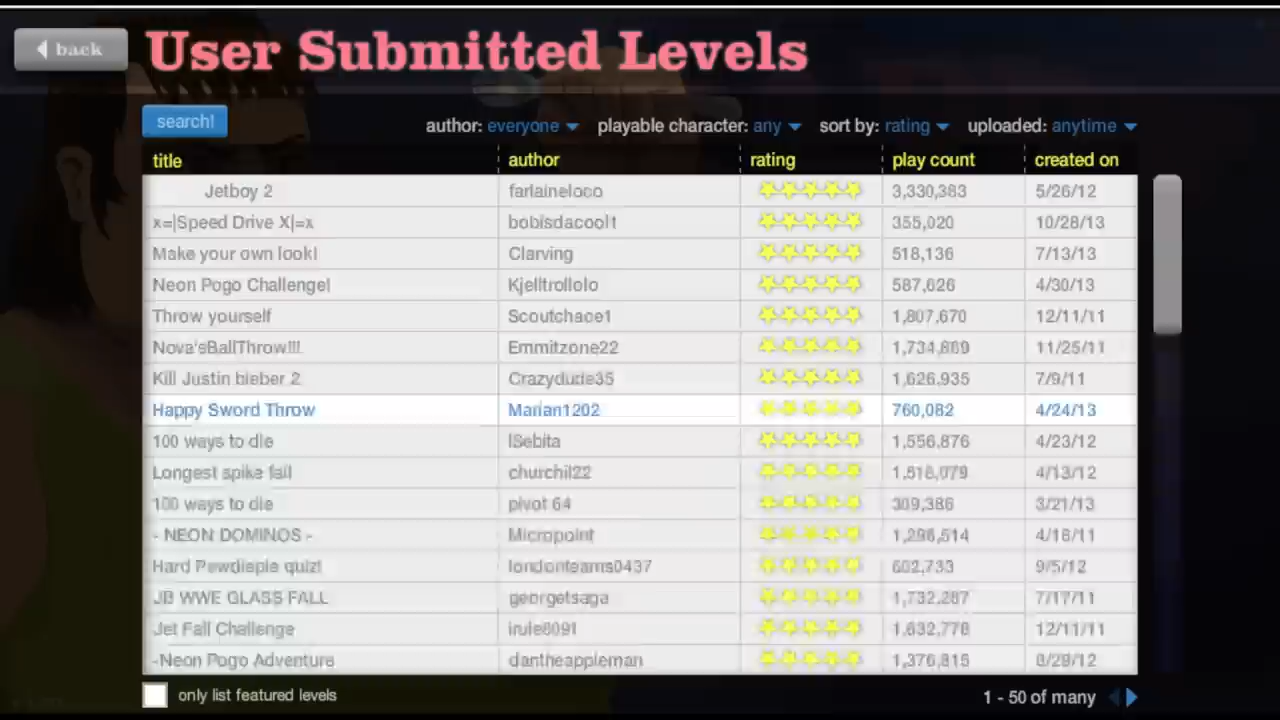 back User Submitted Levels
search! author: everyone playable character: any sort by: rating uploaded: anytime
title author rating play count created on
Jetboy 2 farlaineloco 3,330,383 5/26/12
x=|Speed Drive X|=x bobisdacool1 355,020 10/28/13
Make your own look! Clarving 518,136 7/13/13
Neon Pogo Challenge! Kjelltrollolo 587,626 4/30/13
Throw yourself Scoutchace1 1,807,670 12/11/11
Nova'sBallThrow!!! Emmitzone22 1,734,869 11/25/11
Kill Justin bieber 2 Crazydude35 1,626,935 7/9/11
Happy Sword Throw Marian1202 760,082 4/24/13
100 ways to die ISebita 1,556,876 4/23/12
Longest spike fall churchil22 4/13/12
100 ways to die pivot 64 309,386 3/21/13
- NEON DOMINOS - Micropoint 1,296,514 4/16/11
Hard Pewdiepie quiz! londonteams0437 602,733 9/5/12
JB WWE GLASS FALL georgetsaga 1,732,287 7/17/11
Jet Fall Challenge 1,632,778 12/11/11
-Neon Pogo Adventure dantheappleman 1,376,815
only list featured levels 1 - 50 of many